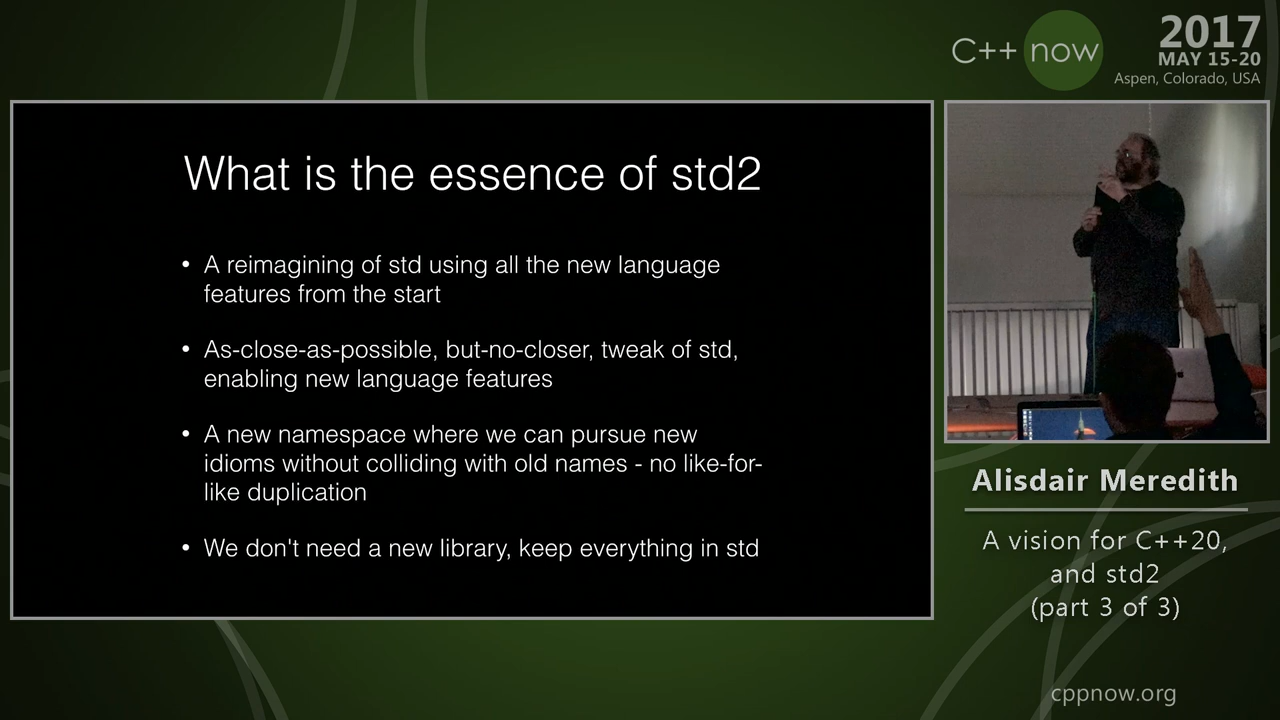 C++ now
2017
MAY 15-20
Aspen, Colorado, USA
What is the essence of std2
• A reimagining of std using all the new language
features from the start
• As-close-as-possible, but-no-closer, tweak of std,
enabling new language features
• A new namespace where we can pursue new
idioms without colliding with old names - no like-for-
like duplication
• We don't need a new library, keep everything in std
Alisdair Meredith
A vision for C++20,
and std2
(part 3 of 3)
cppnow.org